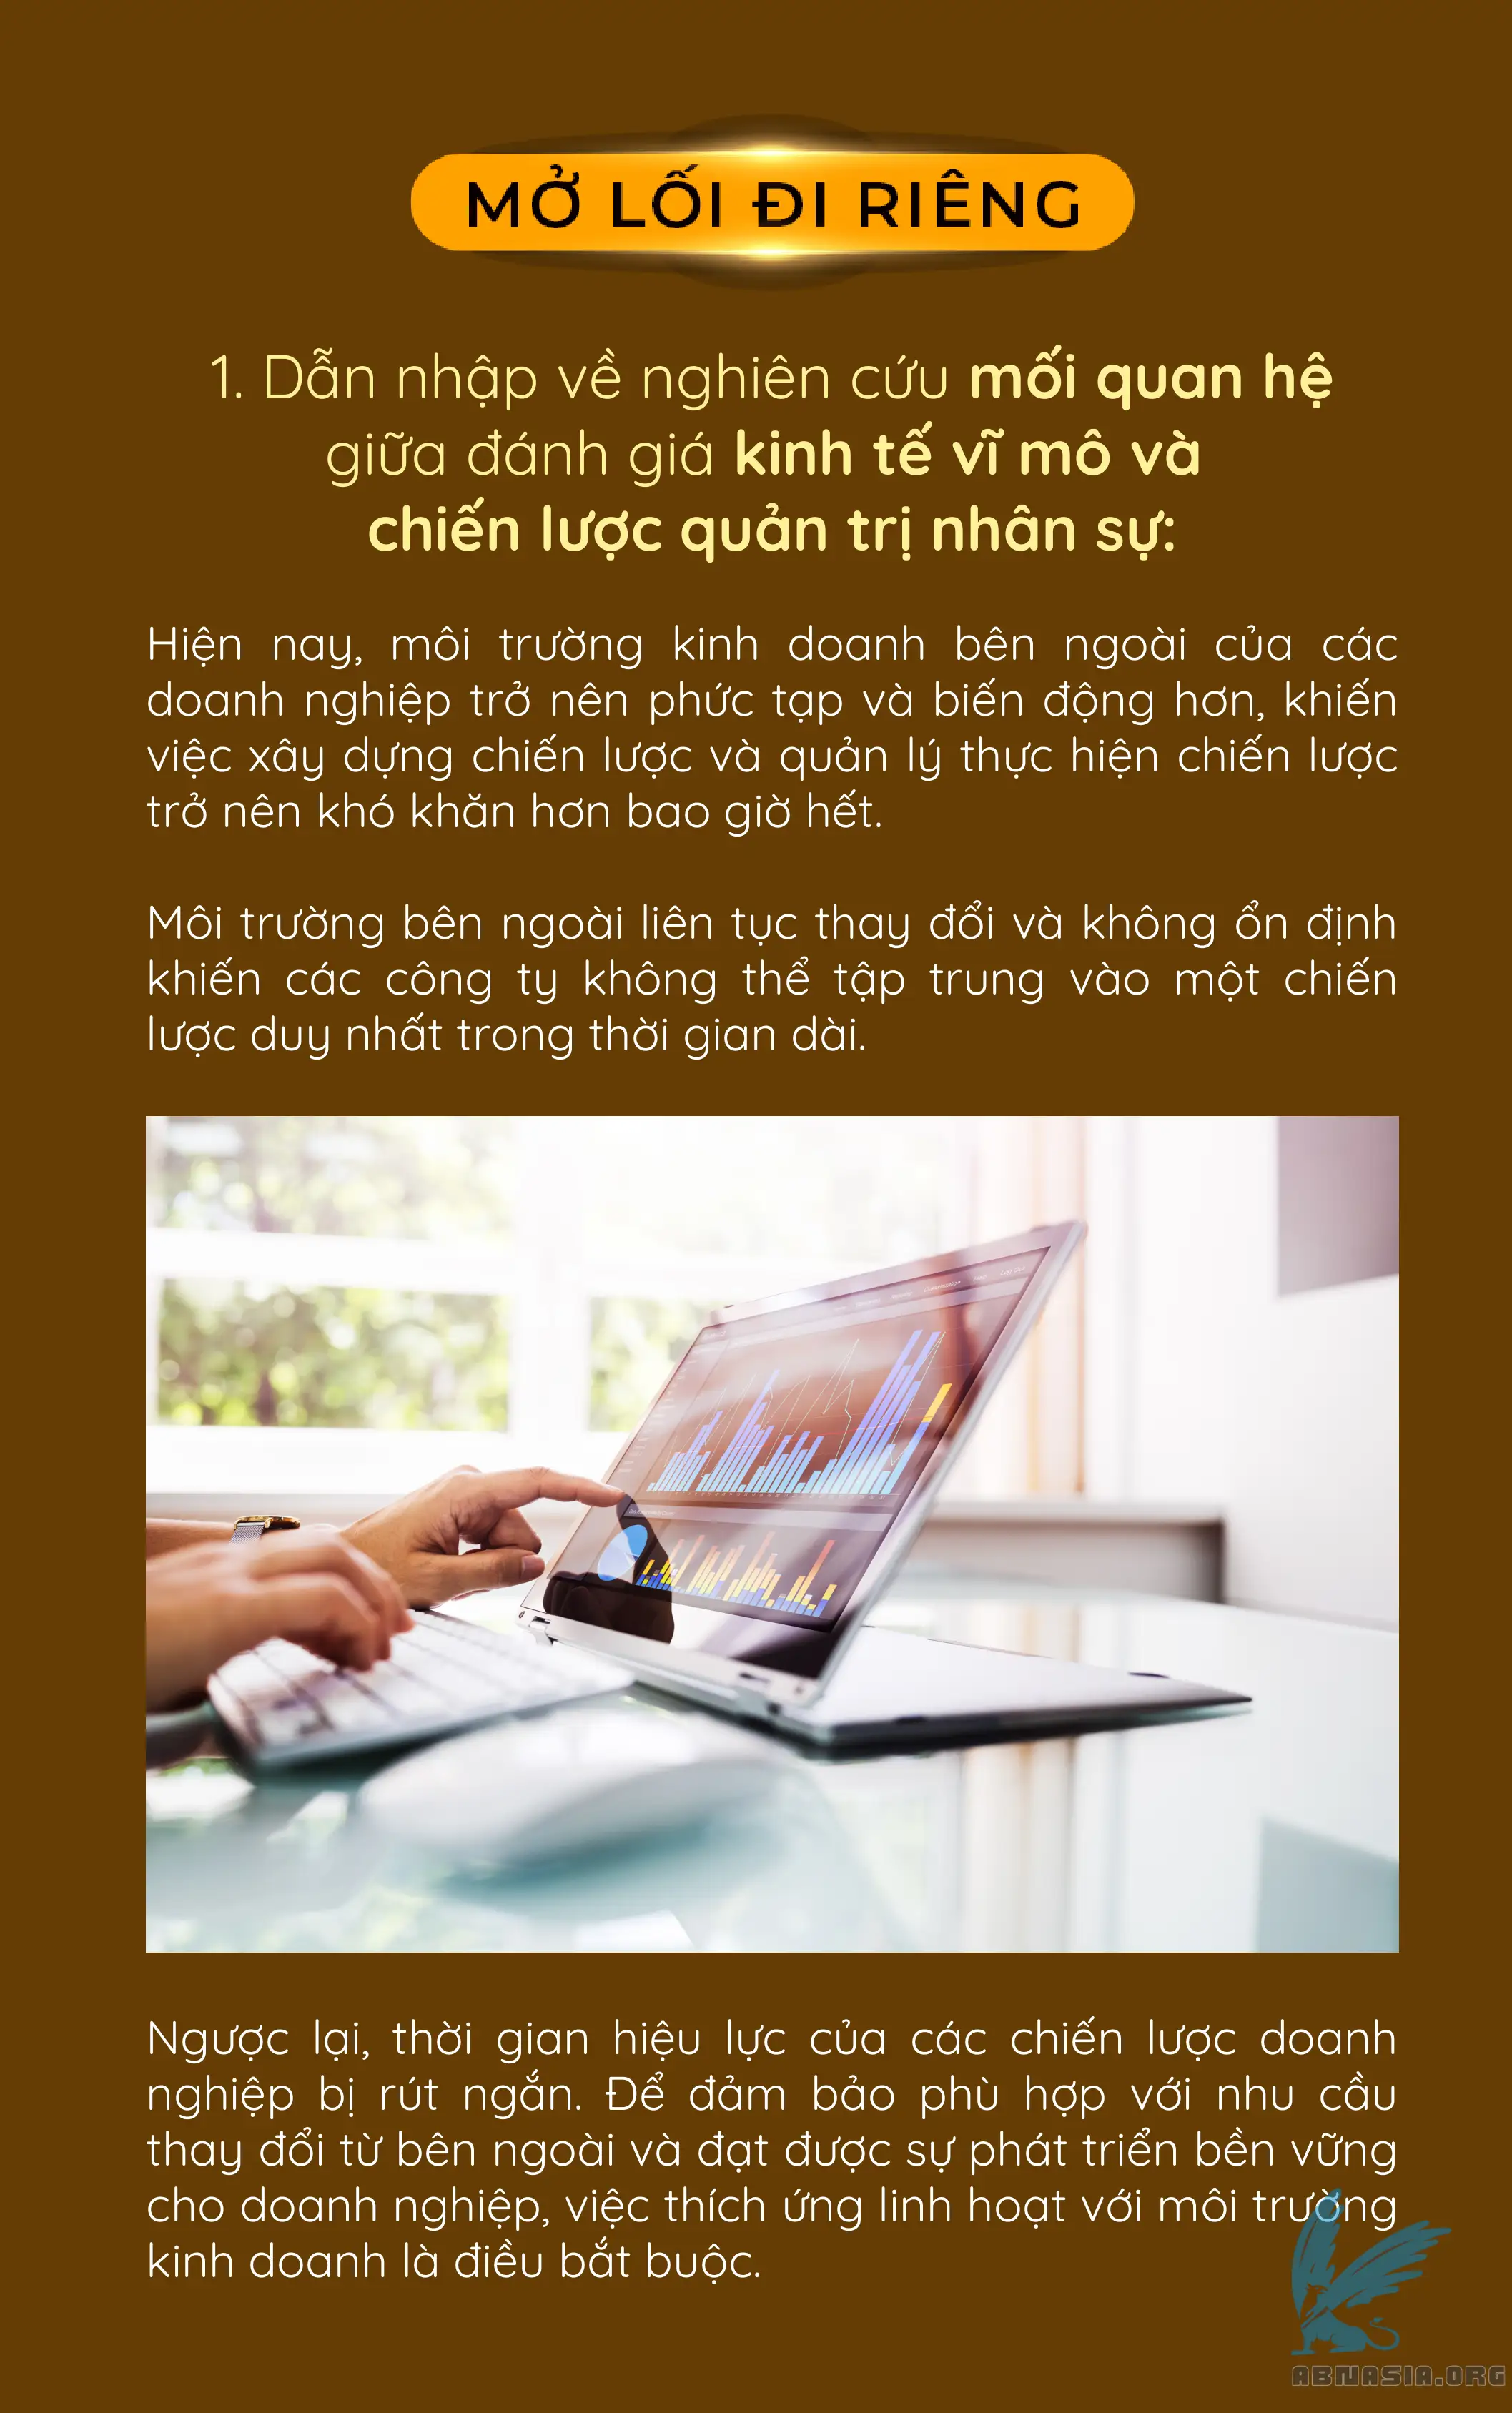 MỞ LỐI ĐI RIÊNG
1. Dẫn nhập về nghiên cứu mối quan hệ
giữa đánh giá kinh tế vĩ mô và
chiến lược quản trị nhân sự:
Hiện nay, môi trường kinh doanh bên ngoài của các
doanh nghiệp trở nên phức tạp và biến động hơn, khiến
việc xây dựng chiến lược và quản lý thực hiện chiến lược
trở nên khó khăn hơn bao giờ hết.
Môi trường bên ngoài liên tục thay đổi và không ổn định
khiến các công ty không thể tập trung vào một chiến
lược duy nhất trong thời gian dài.
Ngược lại, thời gian hiệu lực của các chiến lược doanh
nghiệp bị rút ngắn. Để đảm bảo phù hợp với nhu cầu
thay đổi từ bên ngoài và đạt được sự phát triển bền vững
cho doanh nghiệp, việc thích ứng linh hoạt với môi trường
kinh doanh là điều bắt buộc.
ABNASIA.ORG